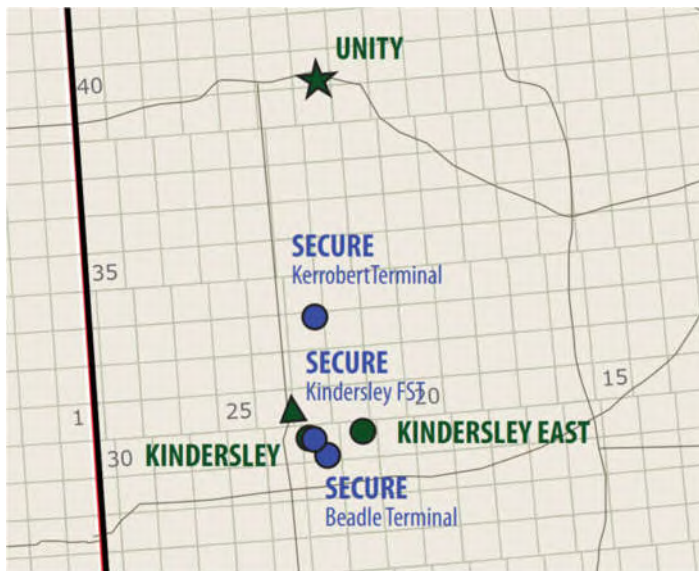 UNITY
40
SECURE
KerrobertTerminal
35
SECURE
Kindersley FST
20
15
25
1
KINDERSLEY EAST
KINDERSLEY
30
SECURE
Beadle Terminal